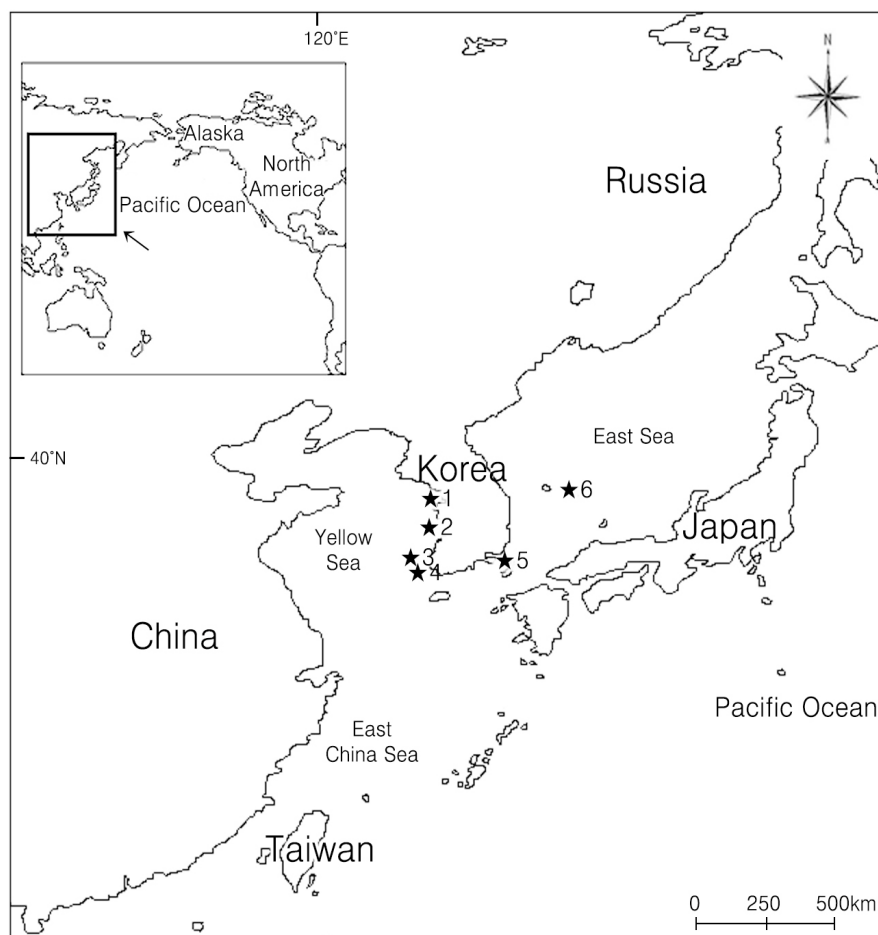 120˚E
N
Alaska
North
America
Pacific Ocean
Russia
East Sea
40˚N
Korea
1
6
2
Japan
Yellow
Sea
3
5
4
China
Pacific Ocean
East
China Sea
Taiwan
0 250 500km